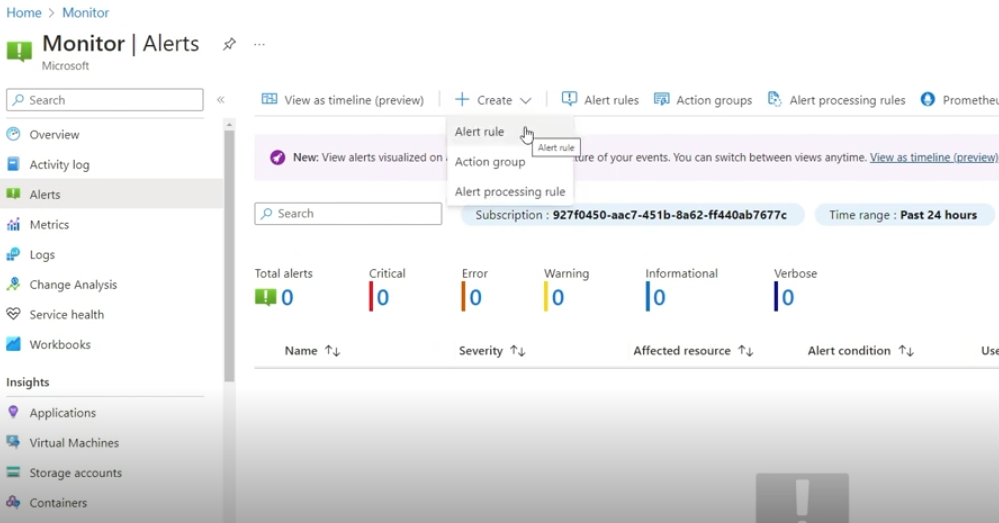 Home > Monitor
Monitor | Alerts
Microsoft
Search
Overview
Activity log
Alerts
Metrics
Logs
Change Analysis
Service health
Workbooks
Insights
Applications
Virtual Machines
Storage accounts
Containers
View as timeline (preview) Create Alert rules Action groups Alert processing rules Prometheu
Alert rule
Alert rule
Action group
Alert processing rule
New: View alerts visualized on ture of your events. You can switch between views anytime. View as timeline (preview)
Search
Subscription : 927f0450-aac7-451b-8a62-ff440ab7677c Time range : Past 24 hours
Total alerts Critical Error Warning Informational Verbose
0 0 0 0 0 0
Name Severity Affected resource Alert condition Use